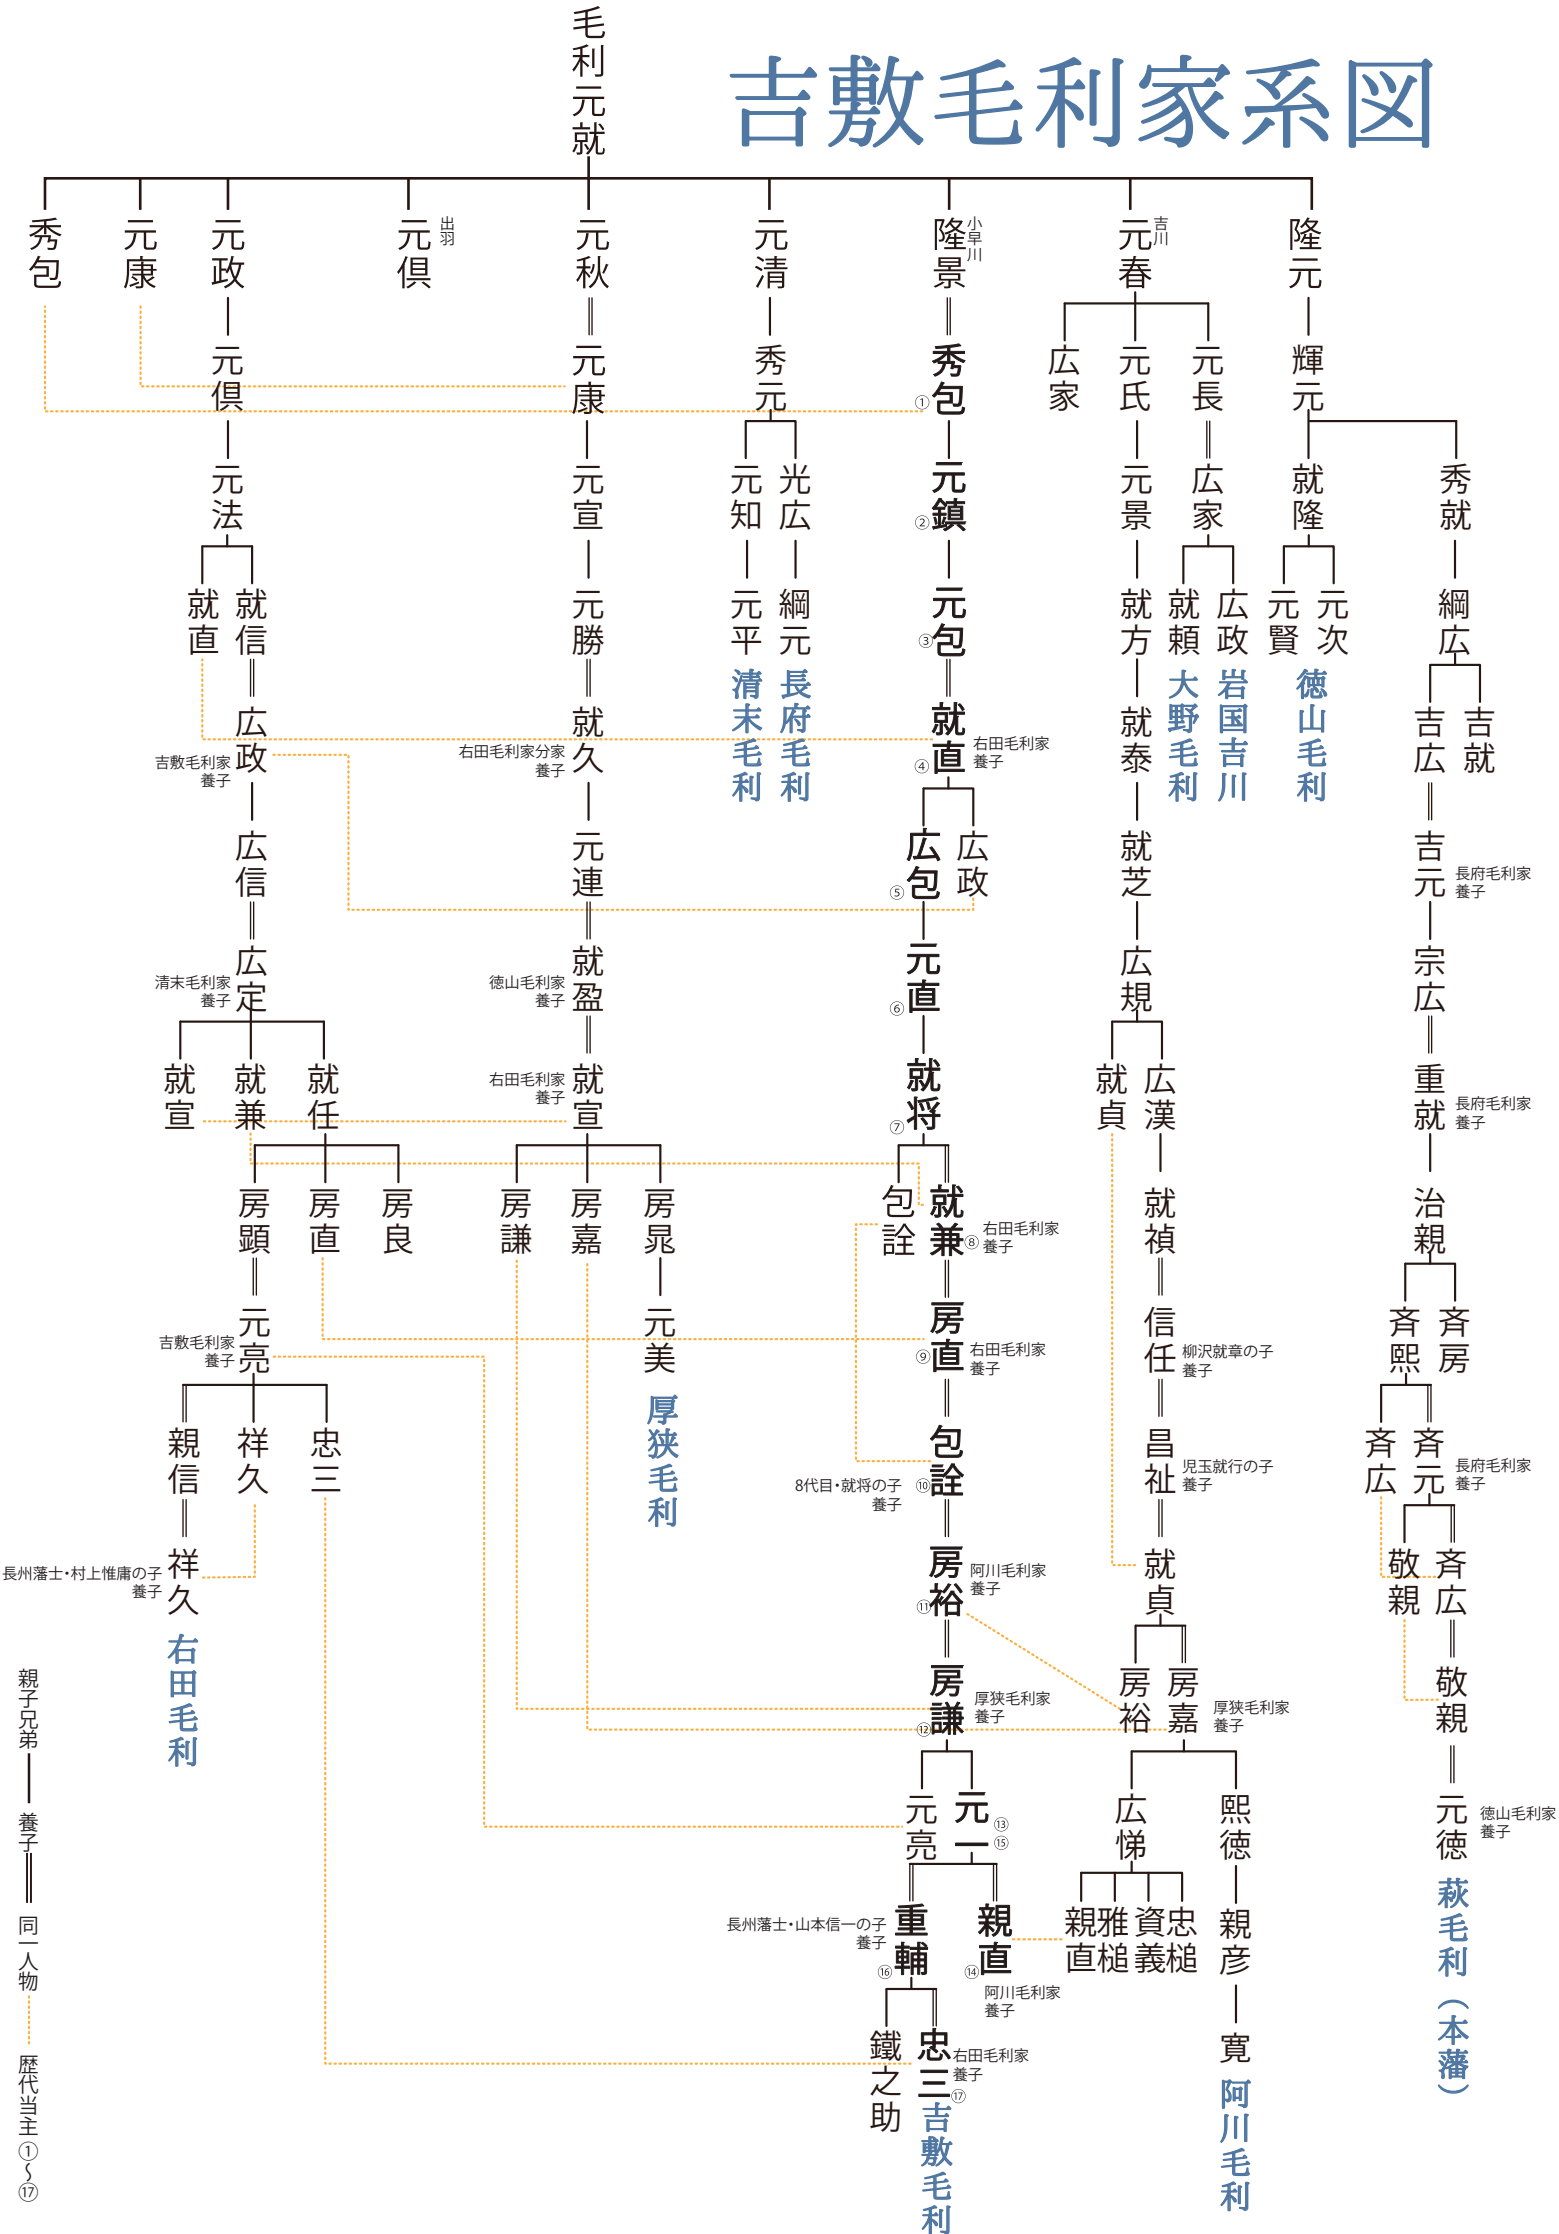 吉敷毛利家系図
毛利元就
隆元
元春
吉川
隆景
小早川
元清
元秋
元倶
出羽
元政
元康
秀包
輝元
元長
元氏
広家
秀包
①
秀元
元康
元倶
秀就
就隆
広家
元景
元鎮
②
光広
元知
元宣
元法
綱広
元次
元賢
徳山毛利
広政
岩国吉川
就頼
大野毛利
就方
元包
③
綱元
長府毛利
元平
清末毛利
元勝
就信
就直
吉就
吉広
就泰
就直
④
右田毛利家
養子
就久
右田毛利家分家
養子
広政
吉敷毛利家
養子
吉元
長府毛利家
養子
就芝
広政
広包
⑤
元連
広信
宗広
広規
元直
⑥
就盈
徳山毛利家
養子
広定
清末毛利家
養子
重就
長府毛利家
養子
広漢
就貞
就将
⑦
就宣
右田毛利家
養子
就任
就兼
就宣
治親
就禎
就兼
⑧
右田毛利家
養子
包詮
房晁
房嘉
房謙
房良
房直
房顕
斉房
斉熙
信任
柳沢就章の子
養子
房直
⑨
右田毛利家
養子
元美
厚狭毛利
元亮
吉敷毛利家
養子
斉元
長府毛利家
養子
斉広
昌祉
児玉就行の子
養子
包詮
⑩
8代目・就将の子
養子
忠三
祥久
親信
斉広
敬親
就貞
房裕
⑪
阿川毛利家
養子
祥久
長州藩士・村上惟庸の子
養子
右田毛利
敬親
房嘉
厚狭毛利家
養子
房裕
房謙
⑫
厚狭毛利家
養子
元徳
徳山毛利家
養子
萩毛利（本藩）
熙徳
広悌
元一
⑬
⑮
元亮
親彦
忠槌
資義
雅槌
親直
親直
⑭
阿川毛利家
養子
重輔
⑯
長州藩士・山本信一の子
養子
寛
阿川毛利
忠三
⑰
右田毛利家
養子
吉敷毛利
鐵之助
親子兄弟
養子
同一人物
歴代当主①〜⑰